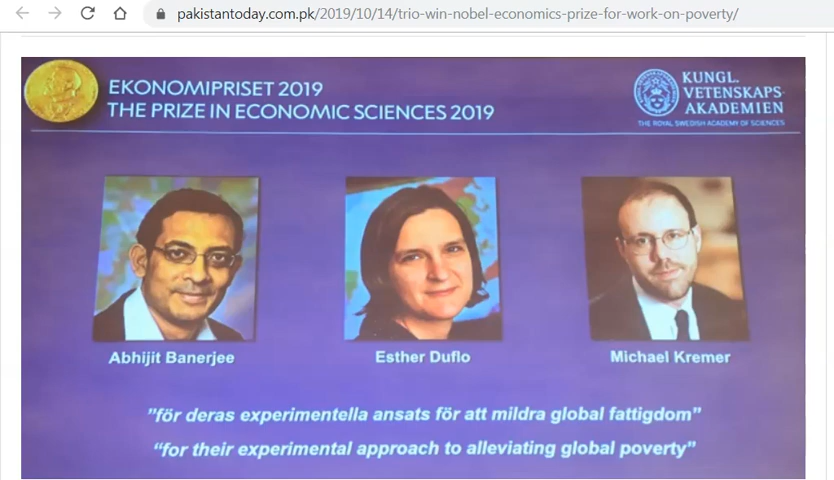 pakistantoday.com.pk/2019/10/14/trio-win-nobel-economics-prize-for-work-on-poverty/
EKONOMIPRISET 2019
THE PRIZE IN ECONOMIC SCIENCES 2019
KUNGL.
VETENSKAPS-
AKADEMIEN
THE ROYAL SWEDISH ACADEMY OF SCIENCES
Abhijit Banerjee
Esther Duflo
Michael Kremer
”för deras experimentella ansats för att mildra global fattigdom”
“for their experimental approach to alleviating global poverty”